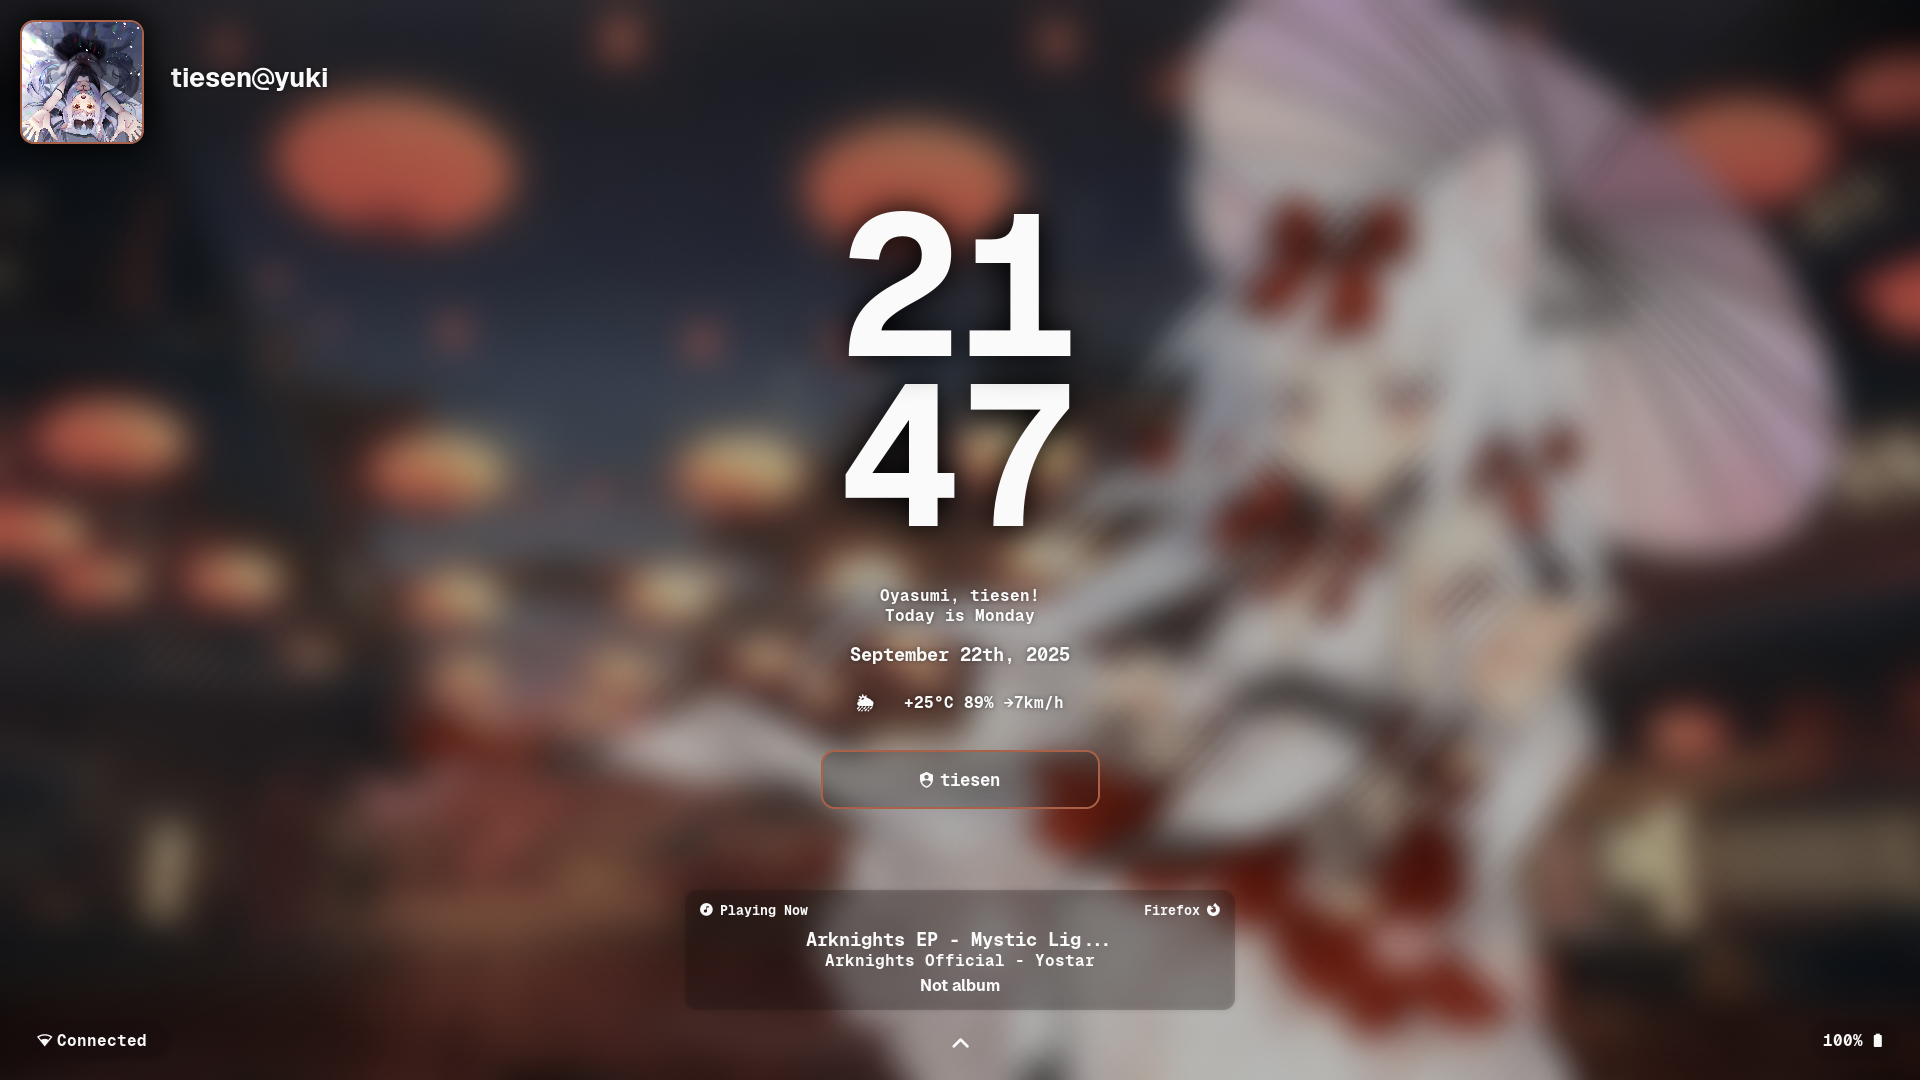 tiesen@yuki
21
47
Oyasumi, tiesen!
Today is Monday
September 22th, 2025
+25°C 89% →7km/h
tiesen
Playing Now
Firefox
Arknights EP - Mystic Lig...
Arknights Official - Yostar
Not album
Connected
100%